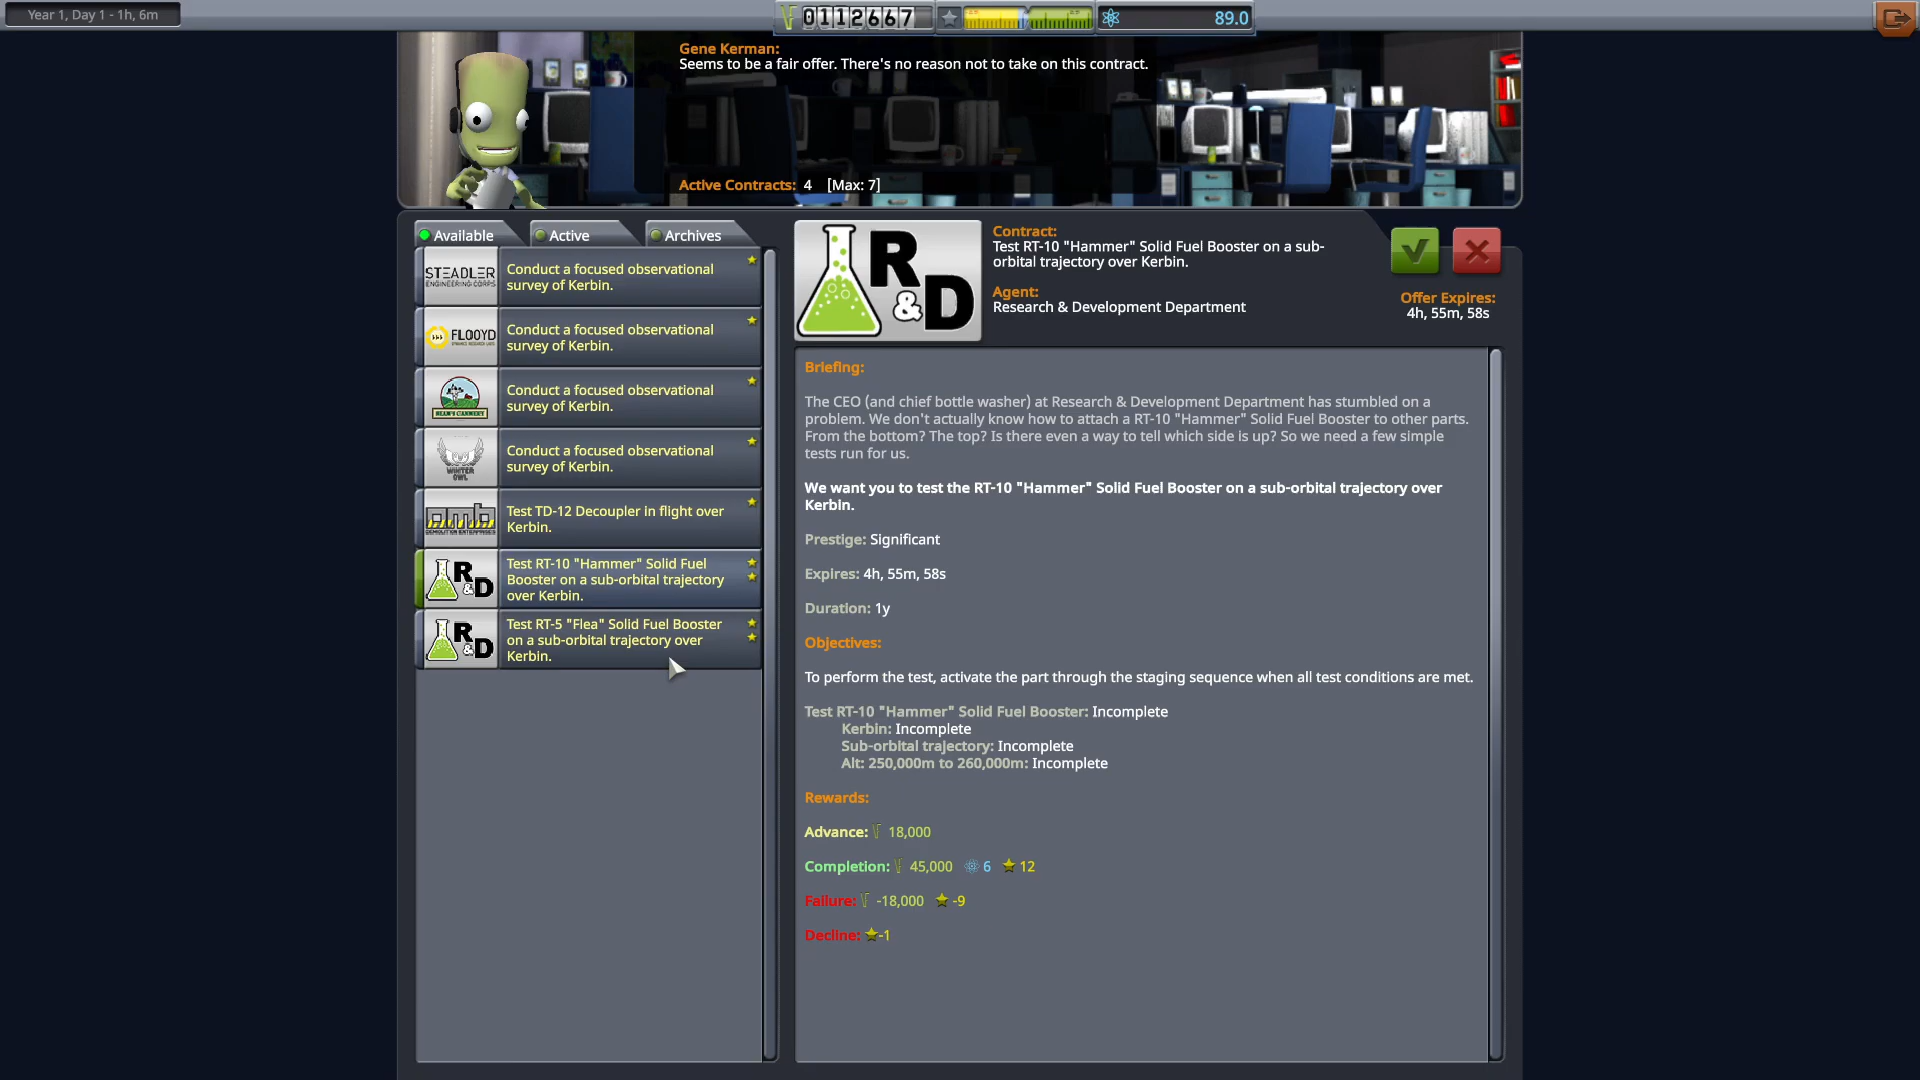 Year 1, Day 1 - 1h, 6m
0112667
89.0
Gene Kerman:
Seems to be a fair offer. There's no reason not to take on this contract.
Active Contracts: 4 [Max: 7]
Available
Active
Archives
STEADLER
ENGINEERING CORPS
Conduct a focused observational
survey of Kerbin.
FLOOYD
Conduct a focused observational
survey of Kerbin.
Conduct a focused observational
survey of Kerbin.
WINTER
OWL
Conduct a focused observational
survey of Kerbin.
Test TD-12 Decoupler in flight over
Kerbin.
R
&D
Test RT-10 "Hammer" Solid Fuel
Booster on a sub-orbital trajectory
over Kerbin.
R
&D
Test RT-5 "Flea" Solid Fuel Booster
on a sub-orbital trajectory over
Kerbin.
R
&D
Contract:
Test RT-10 "Hammer" Solid Fuel Booster on a sub-
orbital trajectory over Kerbin.
Agent:
Research & Development Department
Offer Expires:
4h, 55m, 58s
Briefing:
The CEO (and chief bottle washer) at Research & Development Department has stumbled on a
problem. We don't actually know how to attach a RT-10 "Hammer" Solid Fuel Booster to other parts.
From the bottom? The top? Is there even a way to tell which side is up? So we need a few simple
tests run for us.
We want you to test the RT-10 "Hammer" Solid Fuel Booster on a sub-orbital trajectory over
Kerbin.
Prestige: Significant
Expires: 4h, 55m, 58s
Duration: 1y
Objectives:
To perform the test, activate the part through the staging sequence when all test conditions are met.
Test RT-10 "Hammer" Solid Fuel Booster: Incomplete
Kerbin: Incomplete
Sub-orbital trajectory: Incomplete
Alt: 250,000m to 260,000m: Incomplete
Rewards:
Advance: 18,000
Completion: 45,000 6 12
Failure: -18,000 -9
Decline: -1